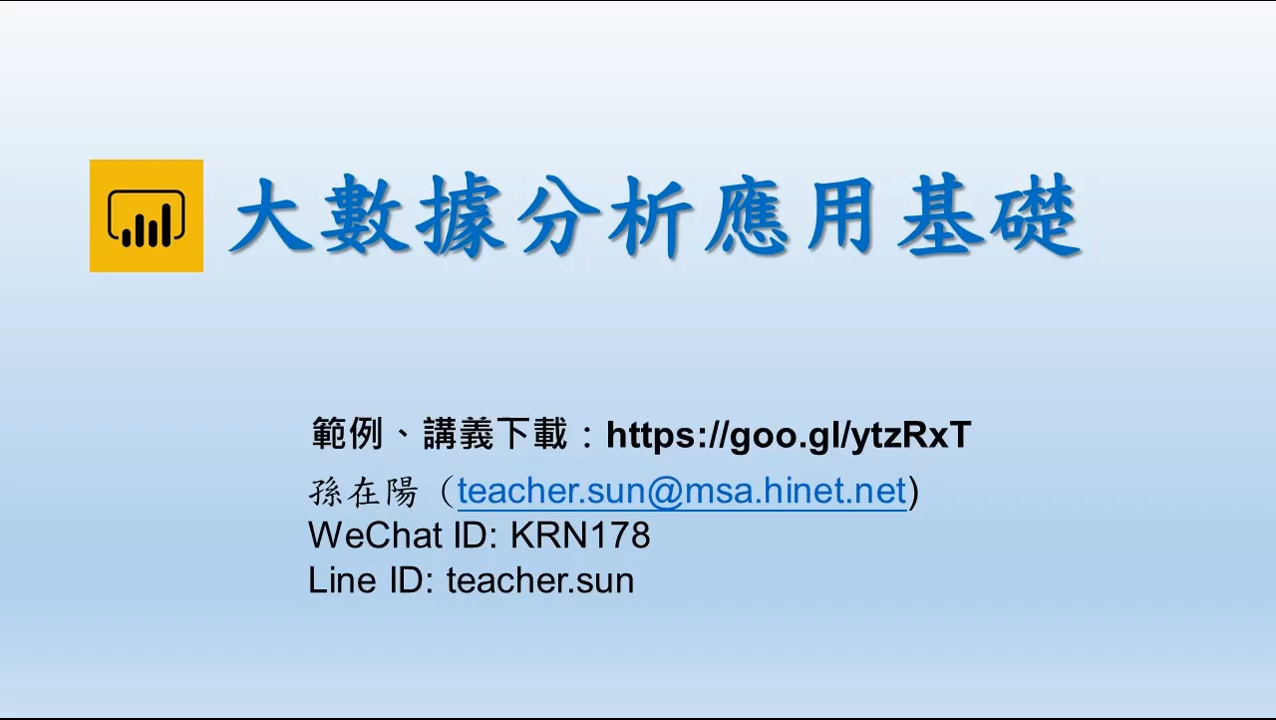 大數據分析應用基礎
範例、講義下載：https://goo.gl/ytzRxT
孫在陽（teacher.sun@msa.hinet.net)
WeChat ID: KRN178
Line ID: teacher.sun